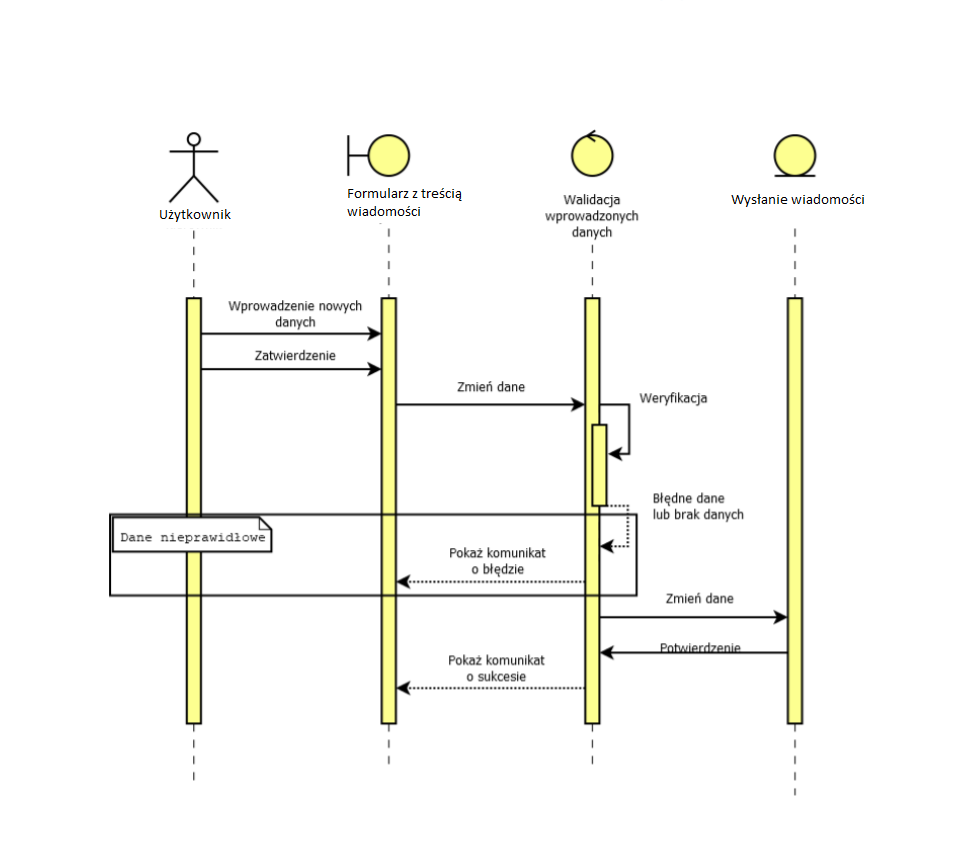 Użytkownik
Formularz z treścią
wiadomości
Walidacja
wprowadzonych
danych
Wysłanie wiadomości
Wprowadzenie nowych
danych
Zatwierdzenie
Zmień dane
Weryfikacja
Błędne dane
lub brak danych
Dane nieprawidłowe
Pokaż komunikat
o błędzie
Zmień dane
Potwierdzenie
Pokaż komunikat
o sukcesie